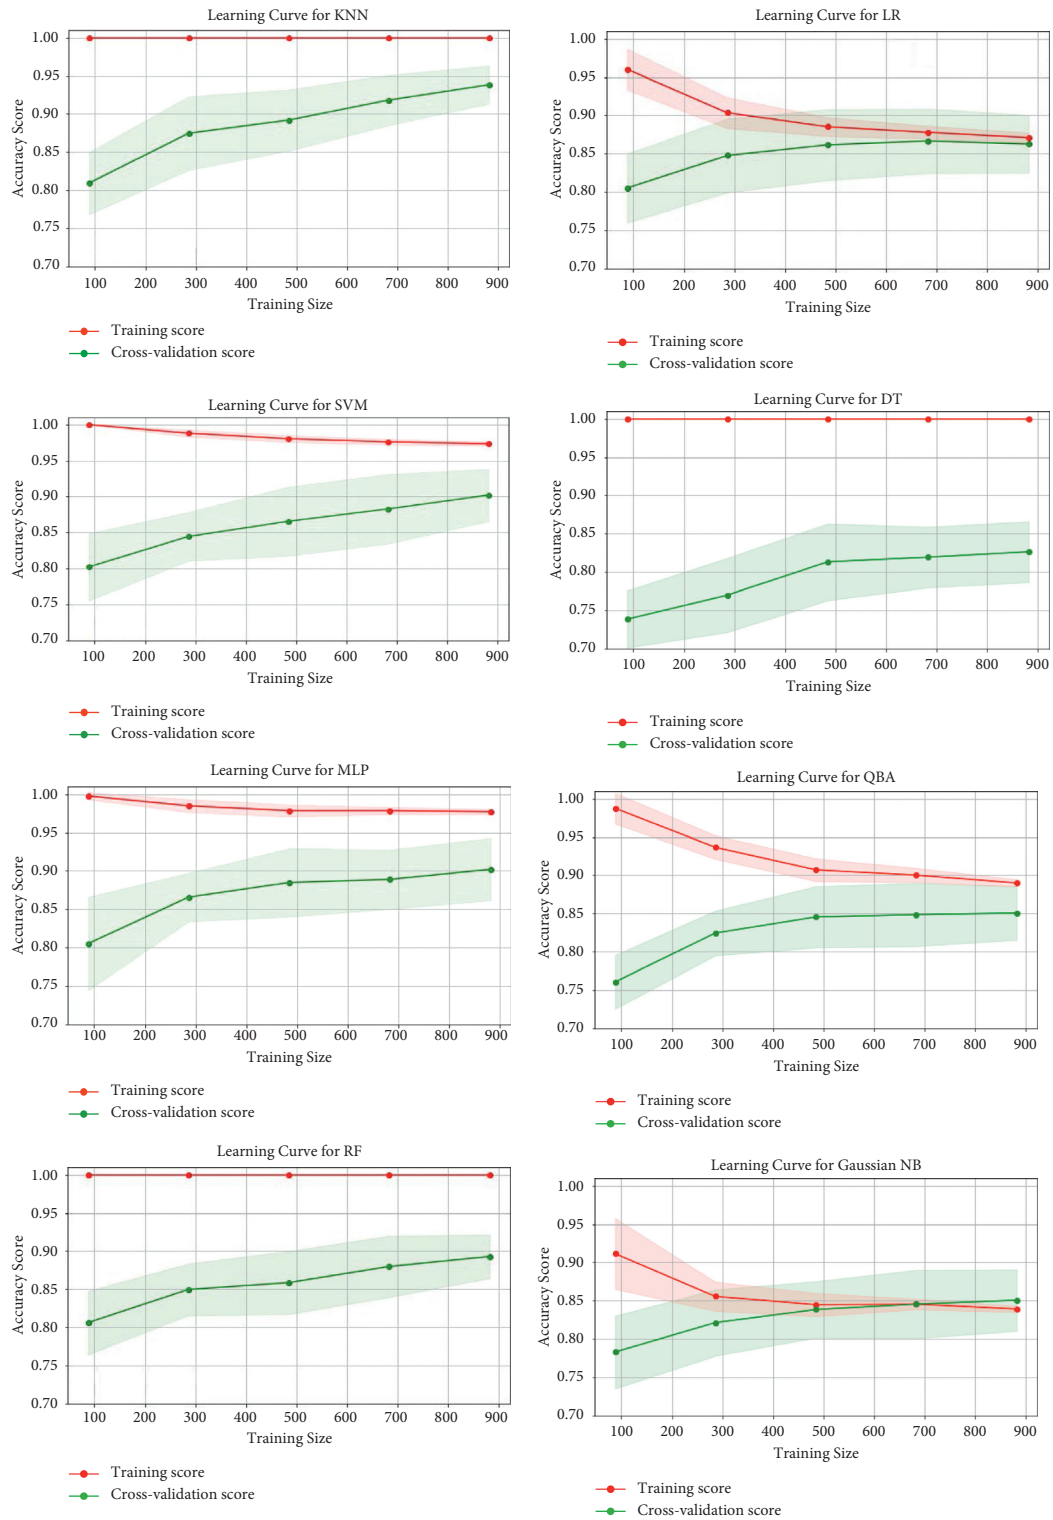 Learning Curve for KNN
1.00
0.95
0.90
0.85
0.80
0.75
0.70
Accuracy Score
100 200 300 400 500 600 700 800 900
Training Size
Training score
Cross-validation score
Learning Curve for LR
1.00
0.95
0.90
0.85
0.80
0.75
0.70
Accuracy Score
100 200 300 400 500 600 700 800 900
Training Size
Training score
Cross-validation score
Learning Curve for SVM
1.00
0.95
0.90
0.85
0.80
0.75
0.70
Accuracy Score
100 200 300 400 500 600 700 800 900
Training Size
Training score
Cross-validation score
Learning Curve for DT
1.00
0.95
0.90
0.85
0.80
0.75
0.70
Accuracy Score
100 200 300 400 500 600 700 800 900
Training Size
Training score
Cross-validation score
Learning Curve for MLP
1.00
0.95
0.90
0.85
0.80
0.75
0.70
Accuracy Score
100 200 300 400 500 600 700 800 900
Training Size
Training score
Cross-validation score
Learning Curve for QBA
1.00
0.95
0.90
0.85
0.80
0.75
0.70
Accuracy Score
100 200 300 400 500 600 700 800 900
Training Size
Training score
Cross-validation score
Learning Curve for RF
1.00
0.95
0.90
0.85
0.80
0.75
0.70
Accuracy Score
100 200 300 400 500 600 700 800 900
Training Size
Training score
Cross-validation score
Learning Curve for Gaussian NB
1.00
0.95
0.90
0.85
0.80
0.75
0.70
Accuracy Score
100 200 300 400 500 600 700 800 900
Training Size
Training score
Cross-validation score